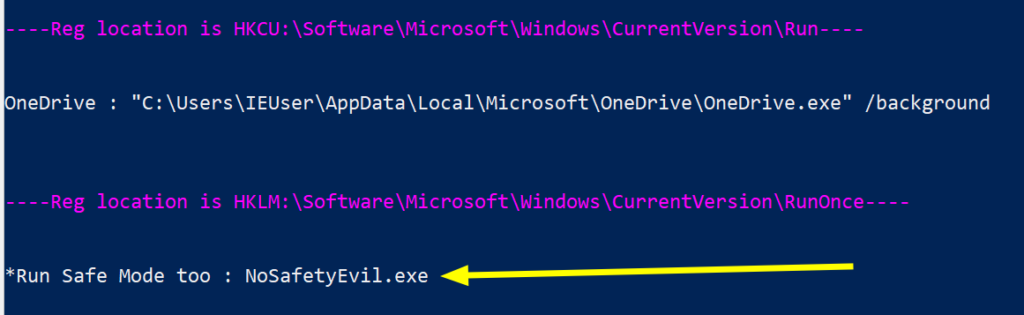 ----Reg location is HKCU:\Software\Microsoft\Windows\CurrentVersion\Run----
OneDrive : "C:\Users\IEUser\AppData\Local\Microsoft\OneDrive\OneDrive.exe" /background
----Reg location is HKLM:\Software\Microsoft\Windows\CurrentVersion\RunOnce----
*Run Safe Mode too : NoSafetyEvil.exe